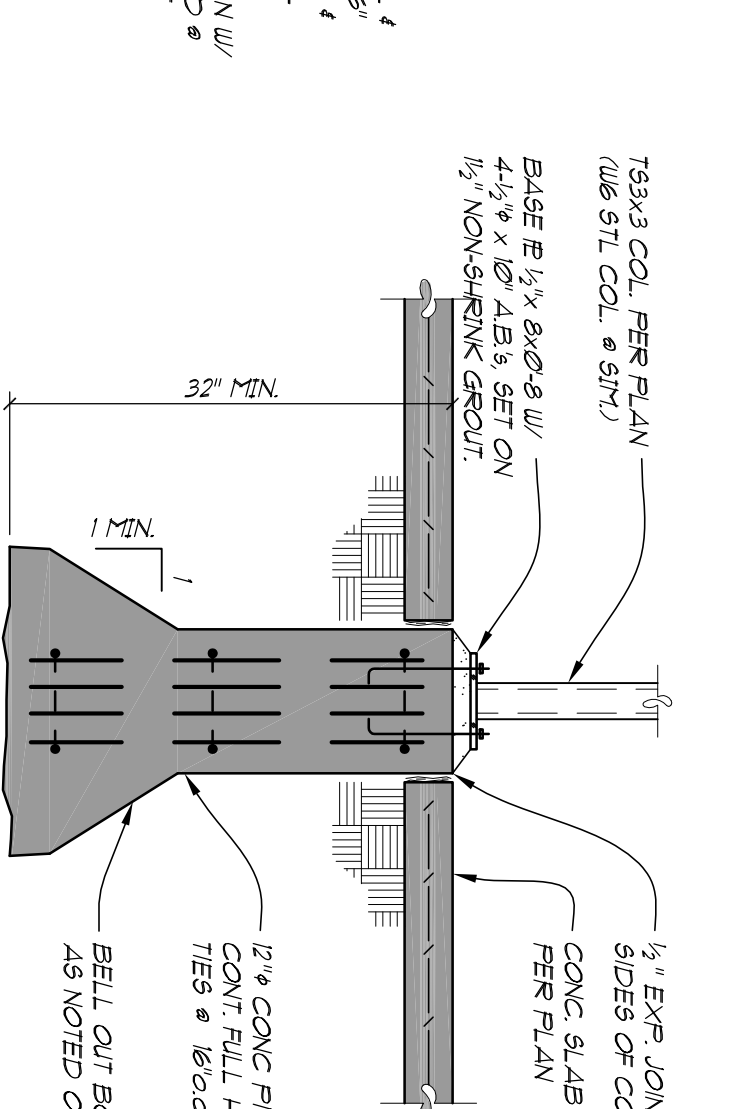 N W/
D @
TS3x3 COL. PER PLAN
(W6 STL COL. @ SIM.)
BASE PL ½"x 8x0'-8 W/
4-½"φ x 10" A.B.'s, SET ON
1½" NON-SHRINK GROUT.
32" MIN.
1 MIN.
1
½" EXP. JOIN
SIDES OF CO
CONC. SLAB
PER PLAN
12"φ CONC PI
CONT. FULL H
TIES @ 16"o.c
BELL OUT BO
AS NOTED O